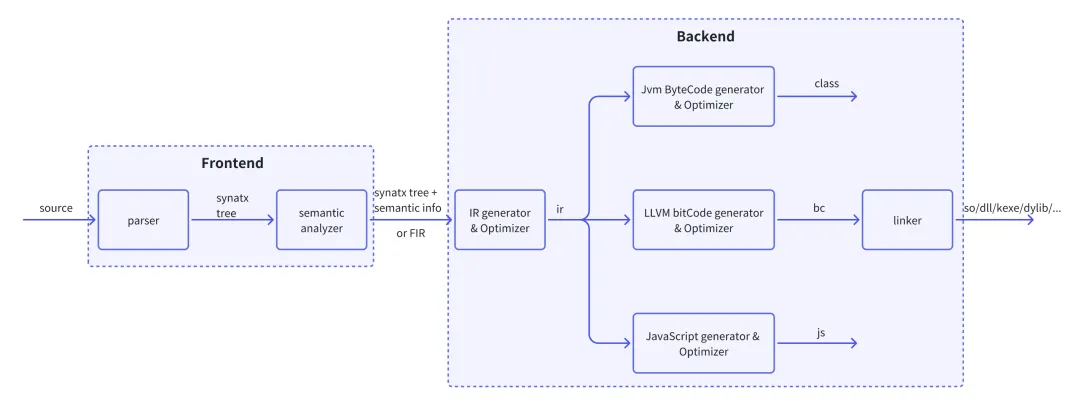 Backend
Jvm ByteCode generator
& Optimizer
class
Frontend
source
parser
synatx
tree
semantic
analyzer
synatx tree +
semantic info
or FIR
IR generator
& Optimizer
ir
LLVM bitCode generator
& Optimizer
bc
linker
so/dll/kexe/dylib/...
JavaScript generator &
Optimizer
js